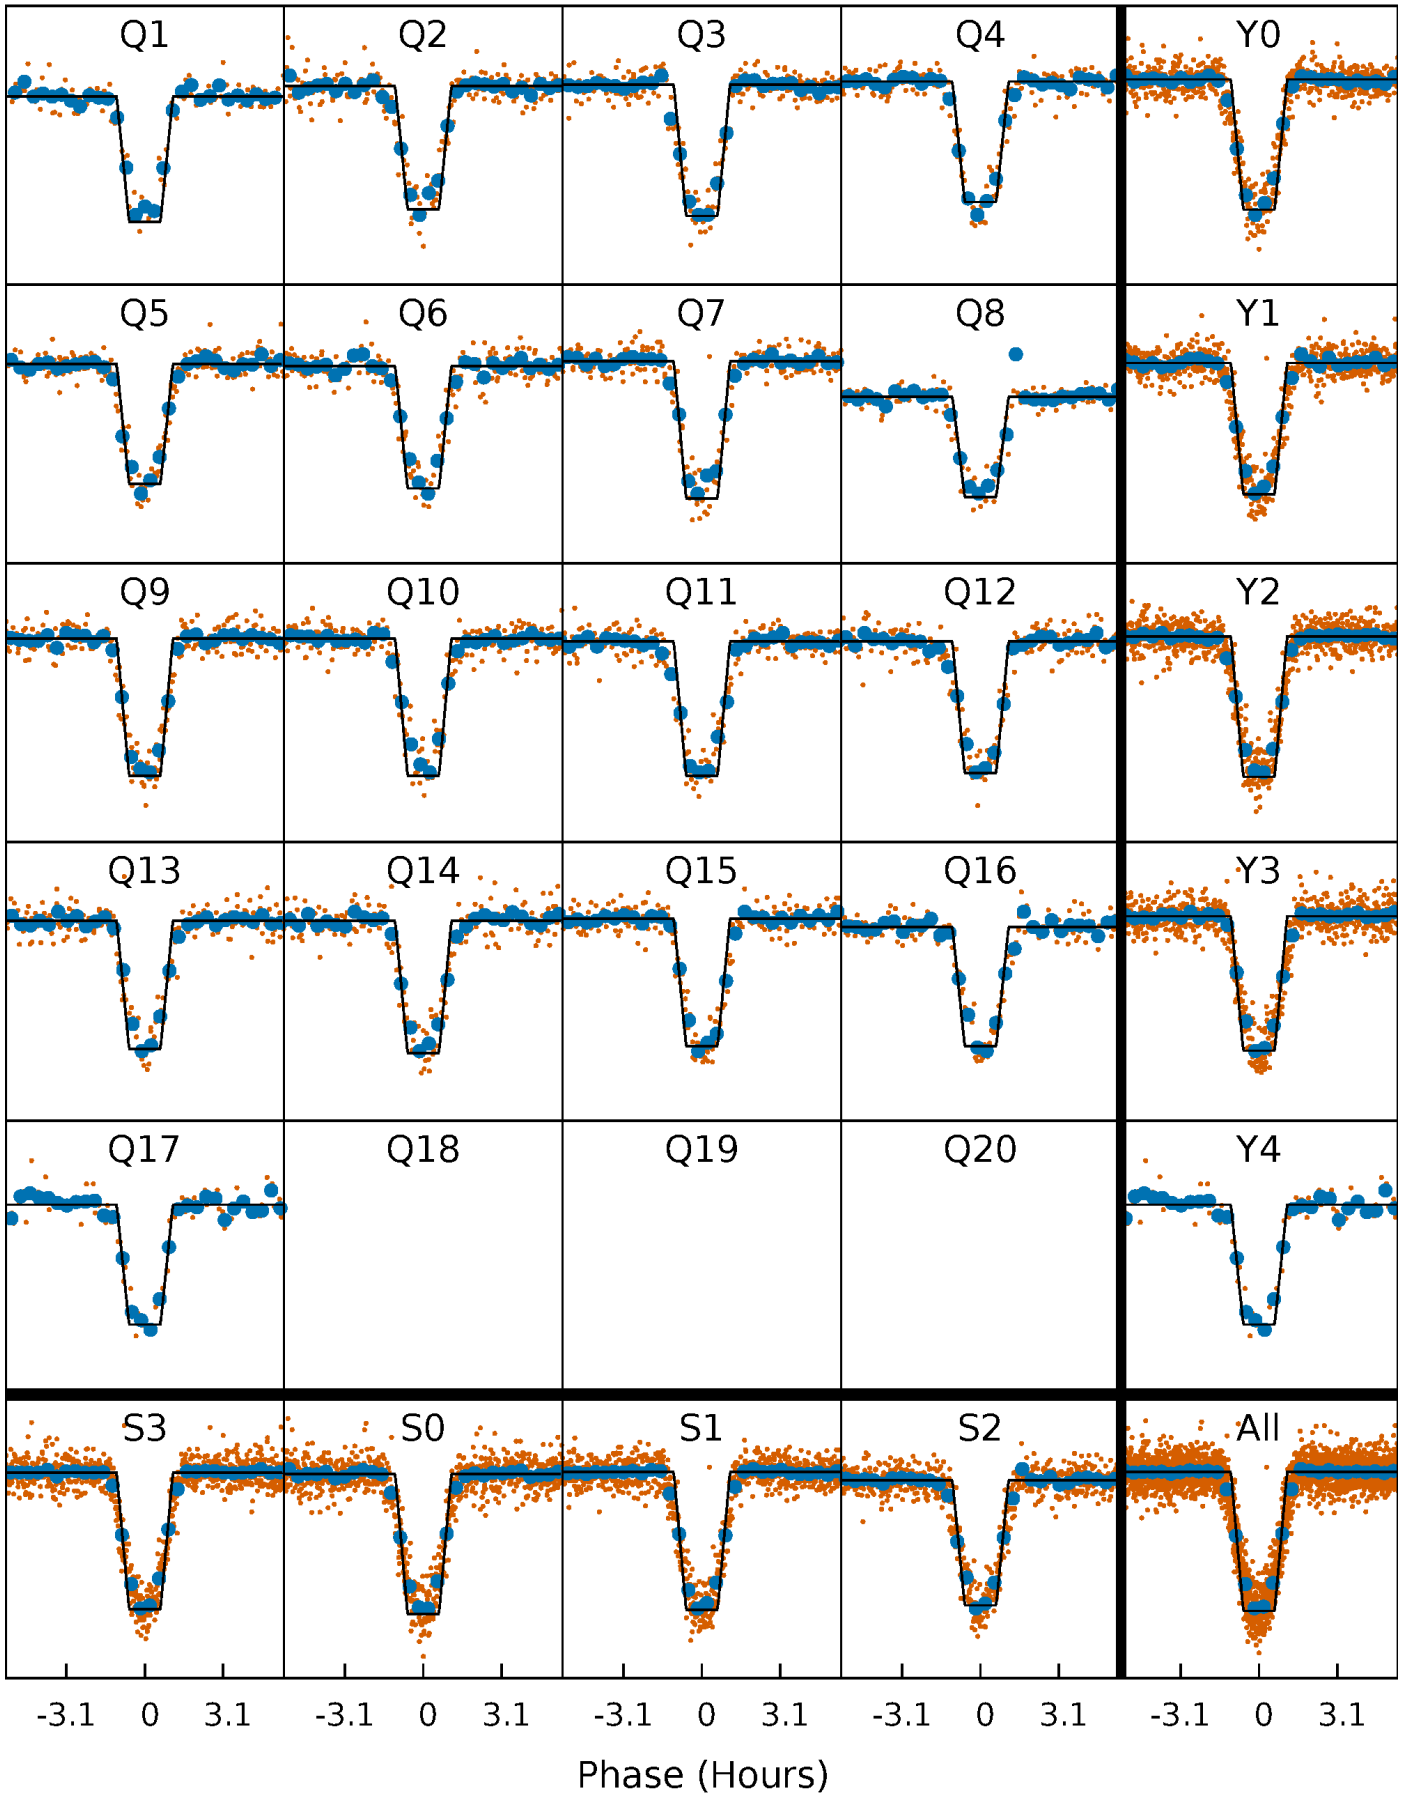 Q1 Q2 Q3 Q4 Y0
Q5 Q6 Q7 Q8 Y1
Q9 Q10 Q11 Q12 Y2
Q13 Q14 Q15 Q16 Y3
Q17 Q18 Q19 Q20 Y4
S3 S0 S1 S2 All
-3.1 0 3.1 -3.1 0 3.1 -3.1 0 3.1 -3.1 0 3.1 -3.1 0 3.1
Phase (Hours)